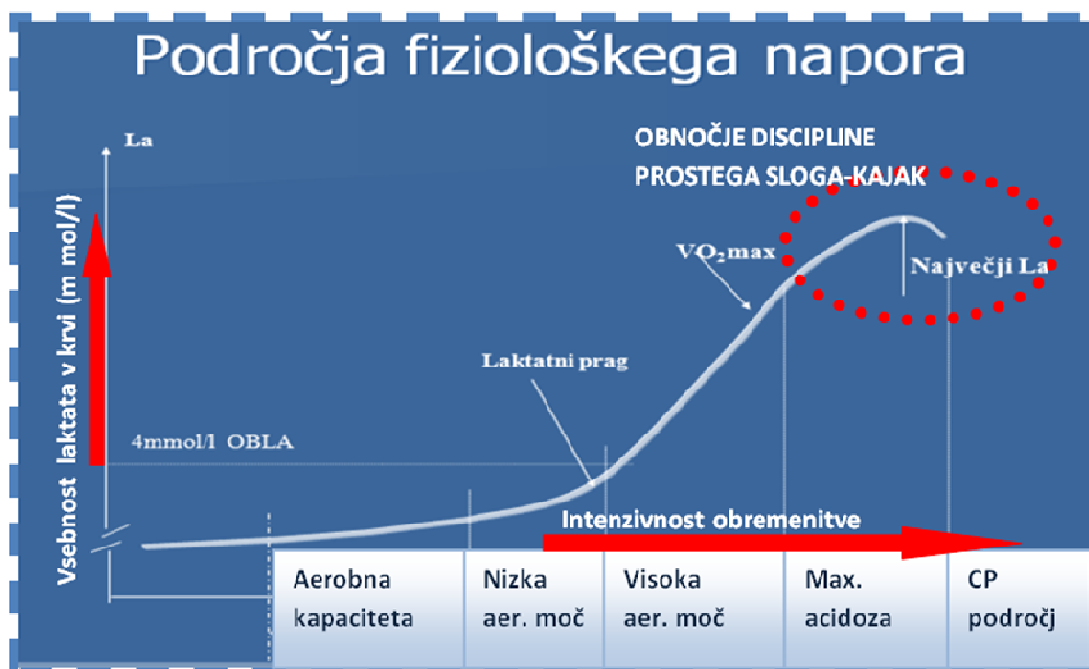 Področja fiziološkega napora
La
OBNOČJE DISCIPLINE
PROSTEGA SLOGA-KAJAK
VO2max
Največji La
Laktatni prag
4mmol/l OBLA
Vsebnost laktata v krvi (m mol/l)
Intenzivnost obremenitve
Aerobna
kapaciteta
Nizka
aer. moč
Visoka
aer. moč
Max.
acidoza
CP
področj